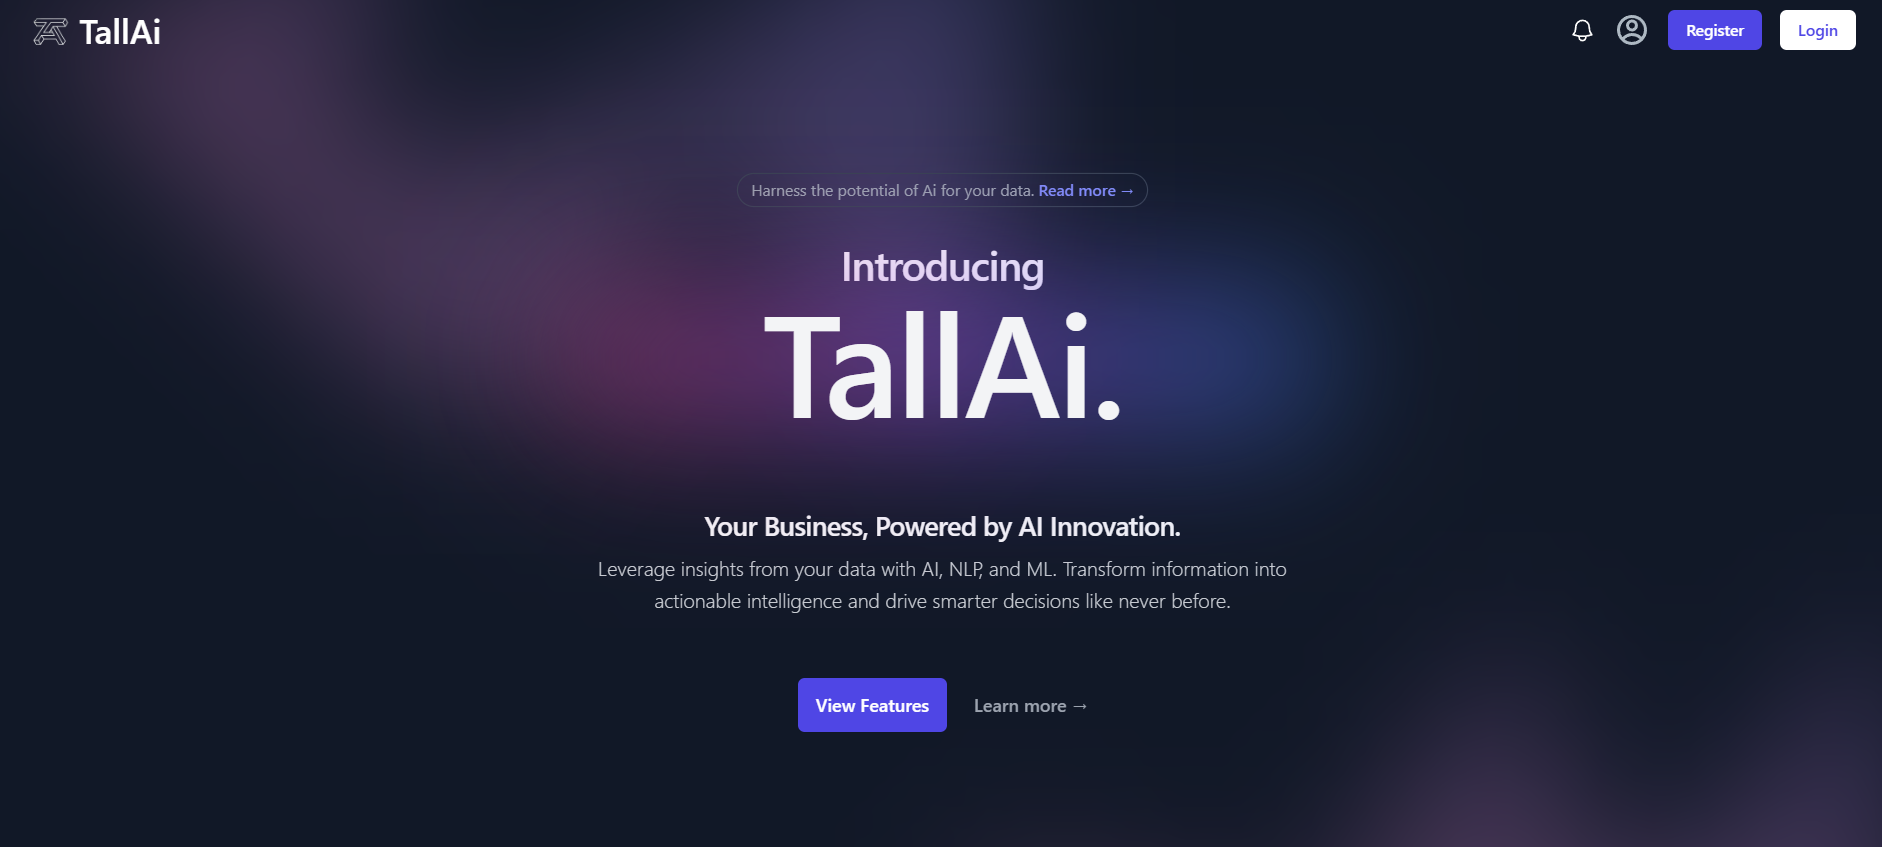 TallAi
Register
Login
Harness the potential of Ai for your data. Read more →
Introducing
TallAi.
Your Business, Powered by AI Innovation.
Leverage insights from your data with AI, NLP, and ML. Transform information into
actionable intelligence and drive smarter decisions like never before.
View Features
Learn more →